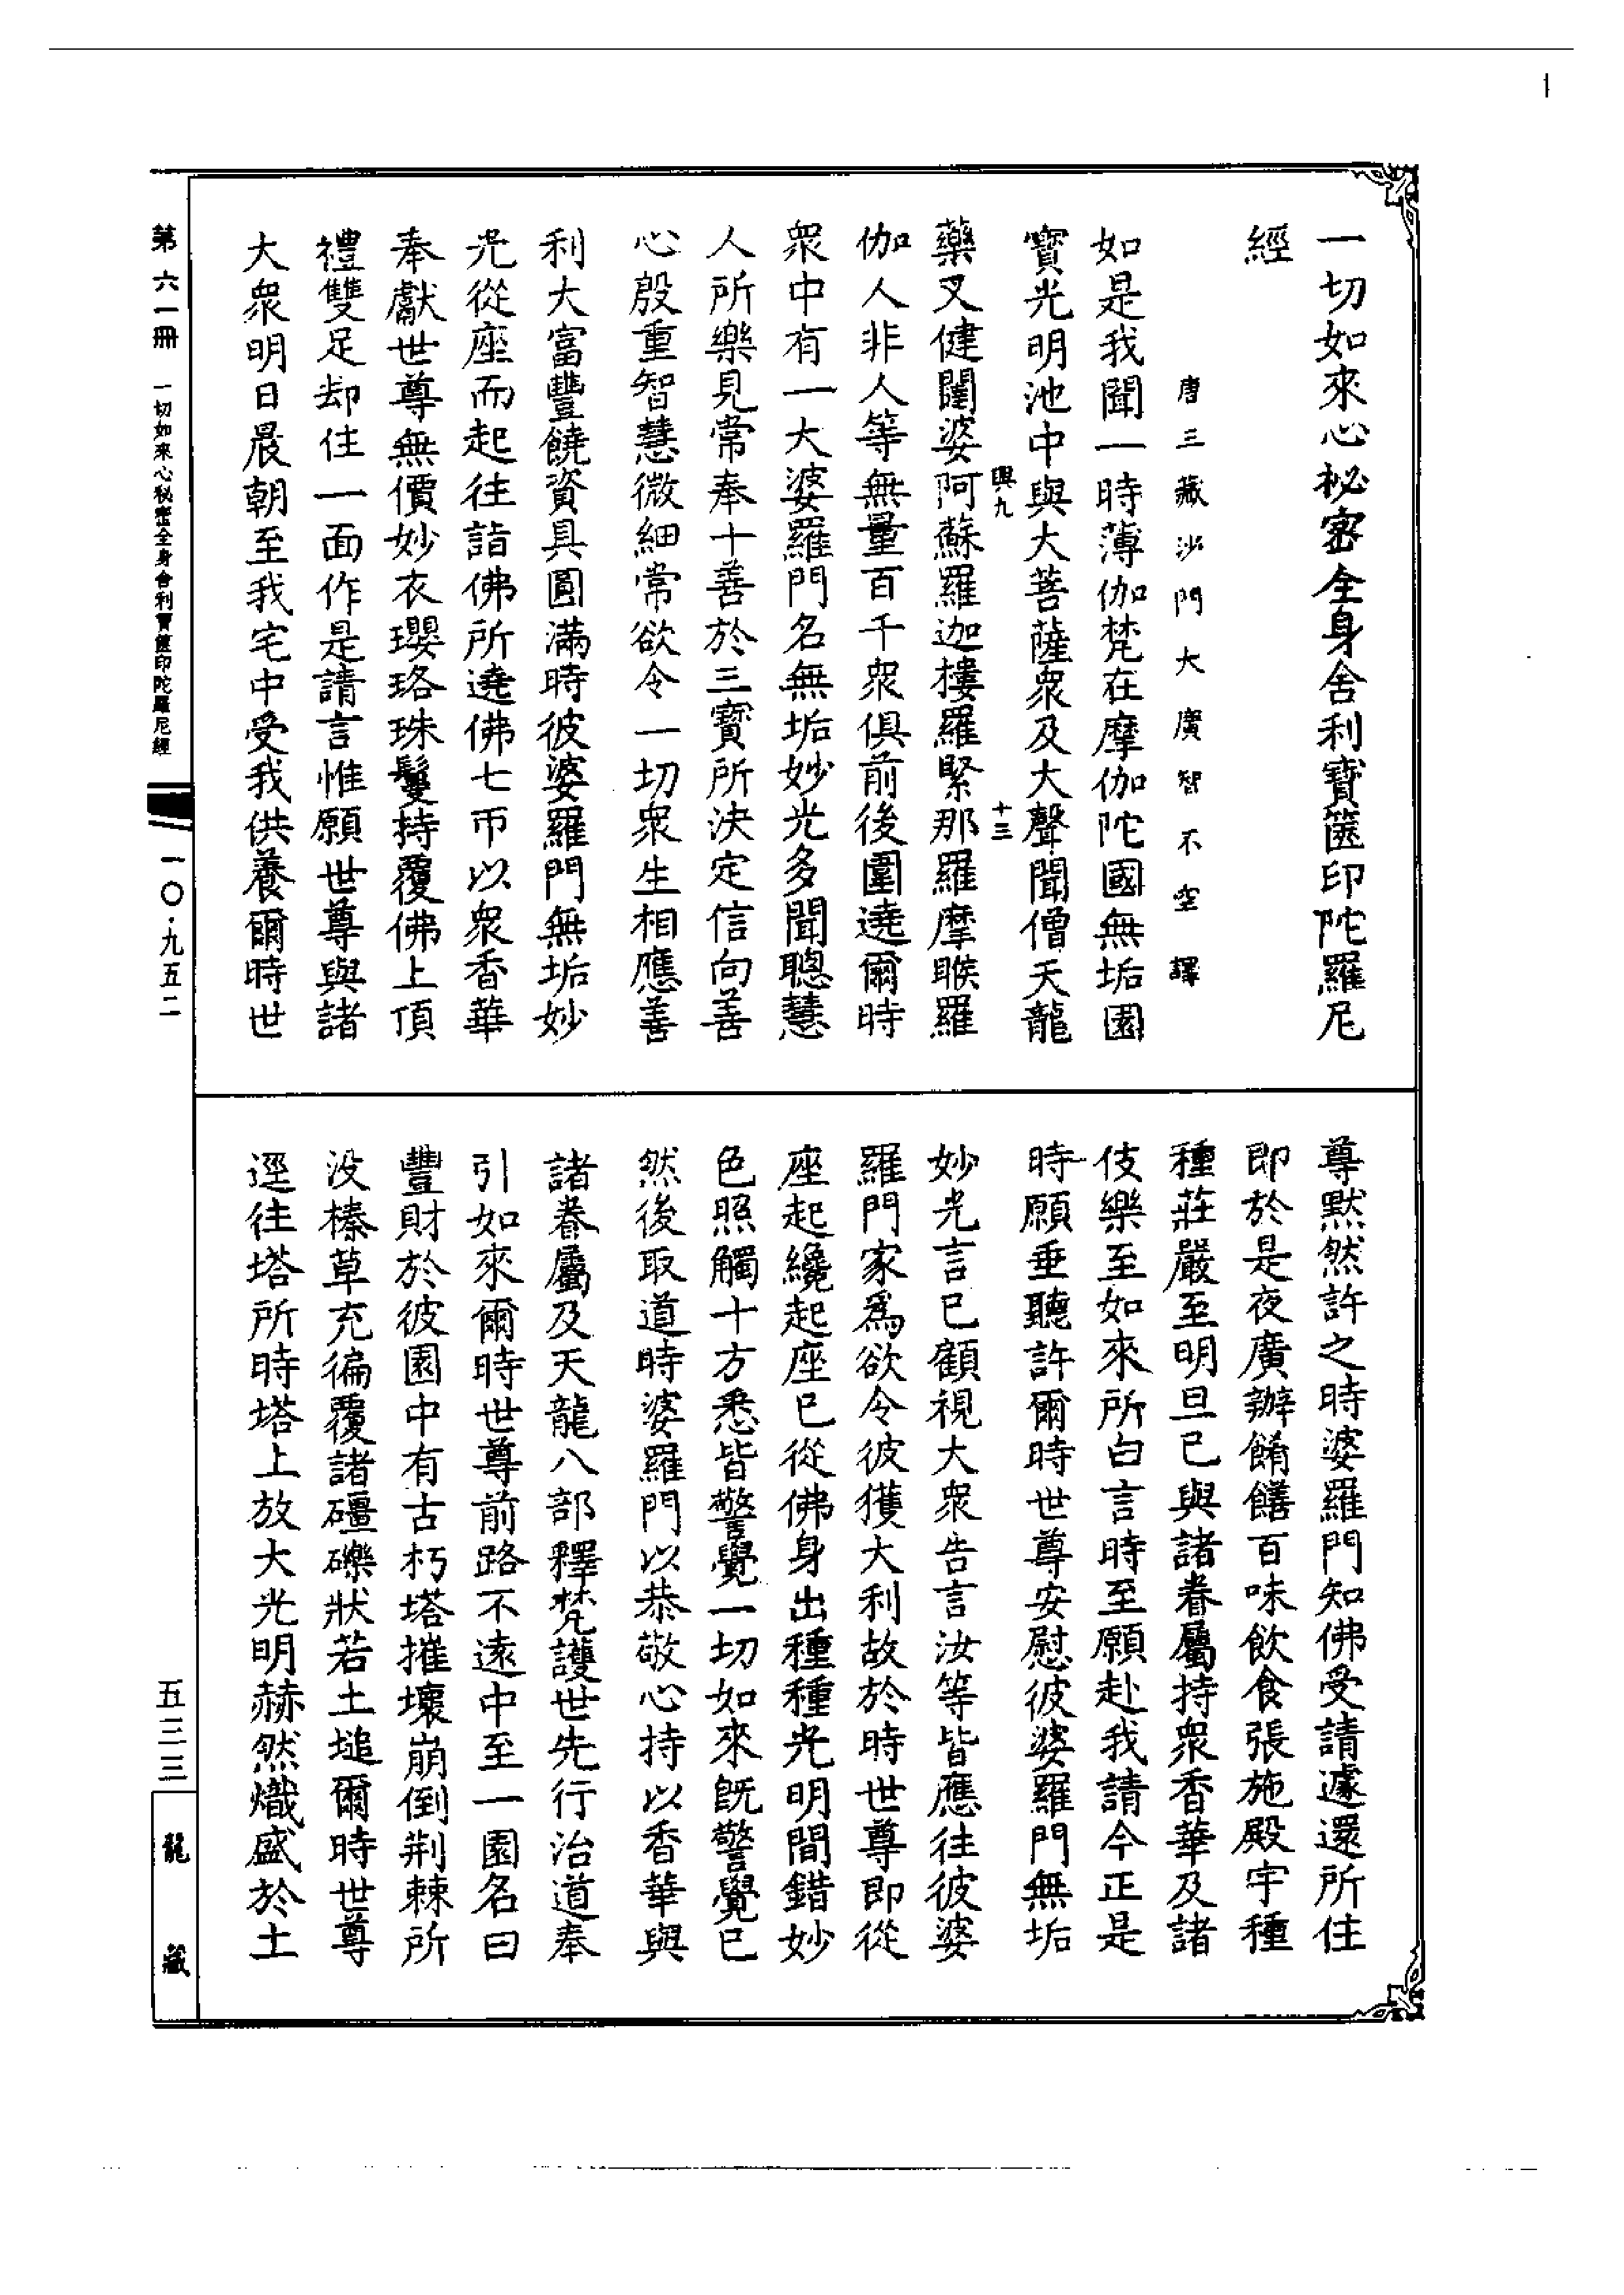 一切如來心秘密全身舍利寶篋印陀羅尼
經
唐三藏沙門大廣智不空譯
如是我聞一時薄伽梵在摩伽陀國無垢園
寶光明池中與大菩薩衆及大聲聞僧天龍
興九
十三
藥叉健闥婆阿蘇羅迦樓羅緊那羅摩睺羅
伽人非人等無量百千衆俱前後圍遶爾時
衆中有一大婆羅門名無垢妙光多聞聰慧
人所樂見常奉十善於三寶所決定信向善
心殷重智慧微細常欲令一切衆生相應善
利大富豐饒資具圓滿時彼婆羅門無垢妙
光從座而起往詣佛所遶佛七帀以衆香華
奉獻世尊無價妙衣瓔珞珠鬘持覆佛上頂
禮雙足却住一面作是請言惟願世尊與諸
大衆明日晨朝至我宅中受我供養爾時世
尊默然許之時婆羅門知佛受請遽還所住
即於是夜廣辦餚饍百味飲食張施殿宇種
種莊嚴至明旦已與諸眷屬持衆香華及諸
伎樂至如來所白言時至願赴我請今正是
時願垂聽許爾時世尊安慰彼婆羅門無垢
妙光言已顧視大衆告言汝等皆應往彼婆
羅門家爲欲令彼獲大利故於時世尊即從
座起纔起座已從佛身出種種光明間錯妙
色照觸十方悉皆警覺一切如來旣警覺已
然後取道時婆羅門以恭敬心持以香華與
諸眷屬及天龍八部釋梵護世先行治道奉
引如來爾時世尊前路不遠中至一園名曰
豐財於彼園中有古朽塔摧壞崩倒荆棘所
没榛草充徧覆諸礓礫狀若土塠爾時世尊
逕往塔所時塔上放大光明赫然熾盛於土
第六一冊 一切如來心秘密全身舍利寶篋印陀羅尼經
一〇·九五二
五三三
龍藏